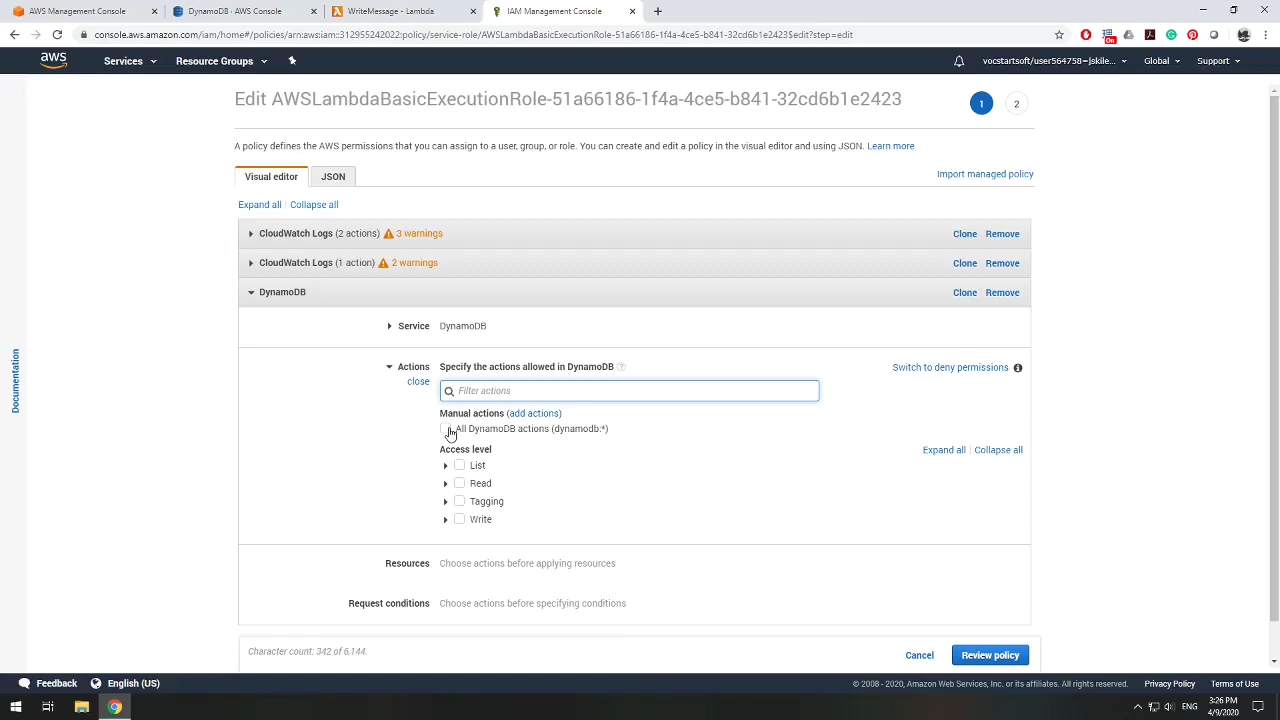 AWS Management Console
DynamoDB · AWS Console
WriteMessage - Lambda
IAM Management Console
console.aws.amazon.com/iam/home#/policies/arn:aws:iam::312955242022:policy/service-role/AWSLambdaBasicExecutionRole-51a66186-1f4a-4ce5-b841-32cd6b1e2423$edit?step=edit
On
aws
Services
Resource Groups
vocstartsoft/user564758=jskile...
Global
Support
Edit AWSLambdaBasicExecutionRole-51a66186-1f4a-4ce5-b841-32cd6b1e2423
1
2
A policy defines the AWS permissions that you can assign to a user, group, or role. You can create and edit a policy in the visual editor and using JSON. Learn more
Visual editor
JSON
Import managed policy
Expand all | Collapse all
CloudWatch Logs (2 actions) 3 warnings
Clone Remove
CloudWatch Logs (1 action) 2 warnings
Clone Remove
DynamoDB
Clone Remove
Service DynamoDB
Documentation
Actions Specify the actions allowed in DynamoDB ?
Switch to deny permissions
close
Filter actions
Manual actions (add actions)
All DynamoDB actions (dynamodb:*)
Access level
Expand all | Collapse all
List
Read
Tagging
Write
Resources Choose actions before applying resources
Request conditions Choose actions before specifying conditions
Character count: 342 of 6.144.
Cancel
Review policy
Feedback
English (US)
© 2008 - 2020, Amazon Web Services, Inc. or its affiliates. All rights reserved.
Privacy Policy
Terms of Use
3:26 PM
4/9/2020